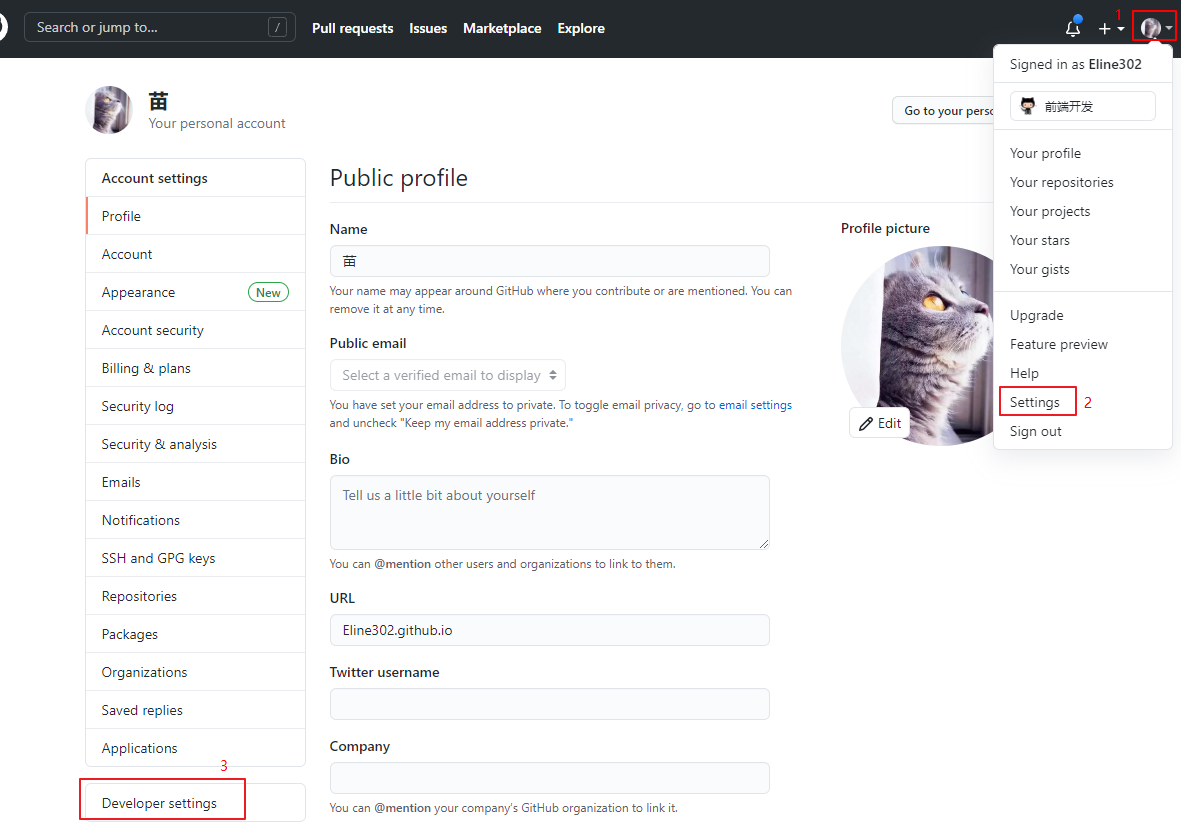 Search or jump to... /
Pull requests
Issues
Marketplace
Explore
1
Signed in as Eline302
前端开发
Your profile
Your repositories
Your projects
Your stars
Your gists
Upgrade
Feature preview
Help
Settings 2
Sign out
苗
Your personal account
Go to your perso
Account settings
Profile
Account
Appearance New
Account security
Billing & plans
Security log
Security & analysis
Emails
Notifications
SSH and GPG keys
Repositories
Packages
Organizations
Saved replies
Applications
3
Developer settings
Public profile
Name
苗
Your name may appear around GitHub where you contribute or are mentioned. You can
remove it at any time.
Public email
Select a verified email to display
You have set your email address to private. To toggle email privacy, go to email settings
and uncheck "Keep my email address private."
Bio
Tell us a little bit about yourself
You can @mention other users and organizations to link to them.
URL
Eline302.github.io
Twitter username
Company
You can @mention your company's GitHub organization to link it.
Profile picture
Edit